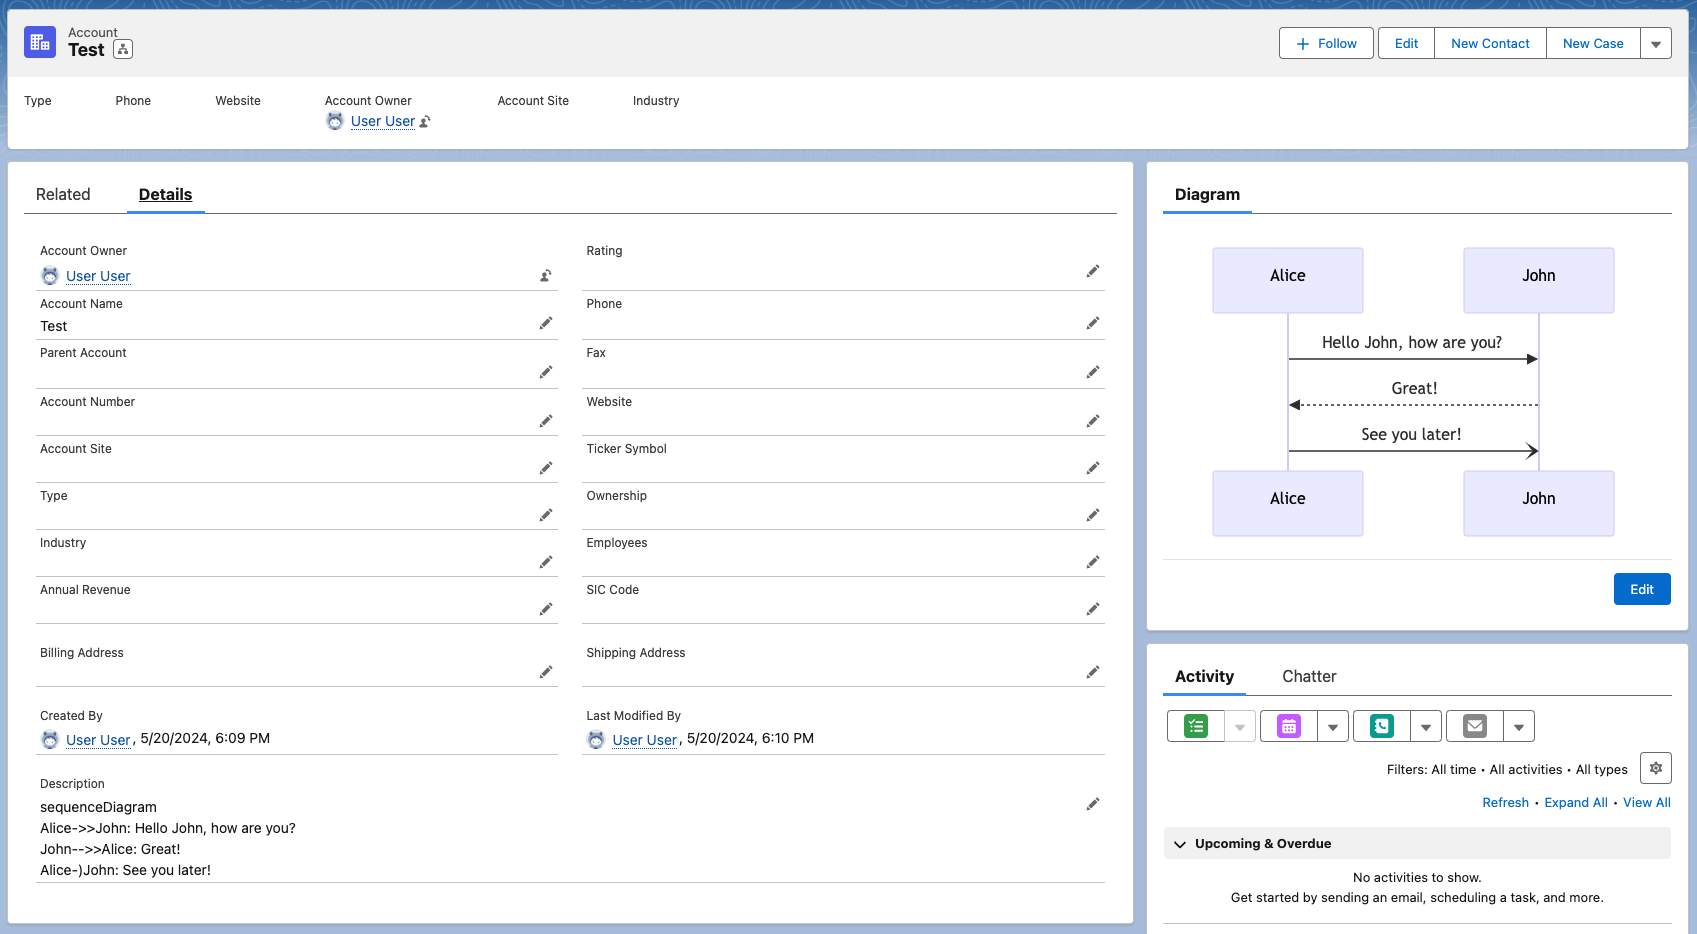 Account
Test
Follow
Edit
New Contact
New Case
Type
Phone
Website
Account Owner
Account Site
Industry
User User
Related
Details
Account Owner
User User
Rating
Account Name
Test
Phone
Parent Account
Fax
Account Number
Website
Account Site
Ticker Symbol
Type
Ownership
Industry
Employees
Annual Revenue
SIC Code
Billing Address
Shipping Address
Created By
User User, 5/20/2024, 6:09 PM
Last Modified By
User User, 5/20/2024, 6:10 PM
Description
sequenceDiagram
Alice->>John: Hello John, how are you?
John-->>Alice: Great!
Alice-)John: See you later!
Diagram
Alice
John
Hello John, how are you?
Great!
See you later!
Alice
John
Edit
Activity
Chatter
Filters: All time • All activities • All types
Refresh • Expand All • View All
Upcoming & Overdue
No activities to show.
Get started by sending an email, scheduling a task, and more.